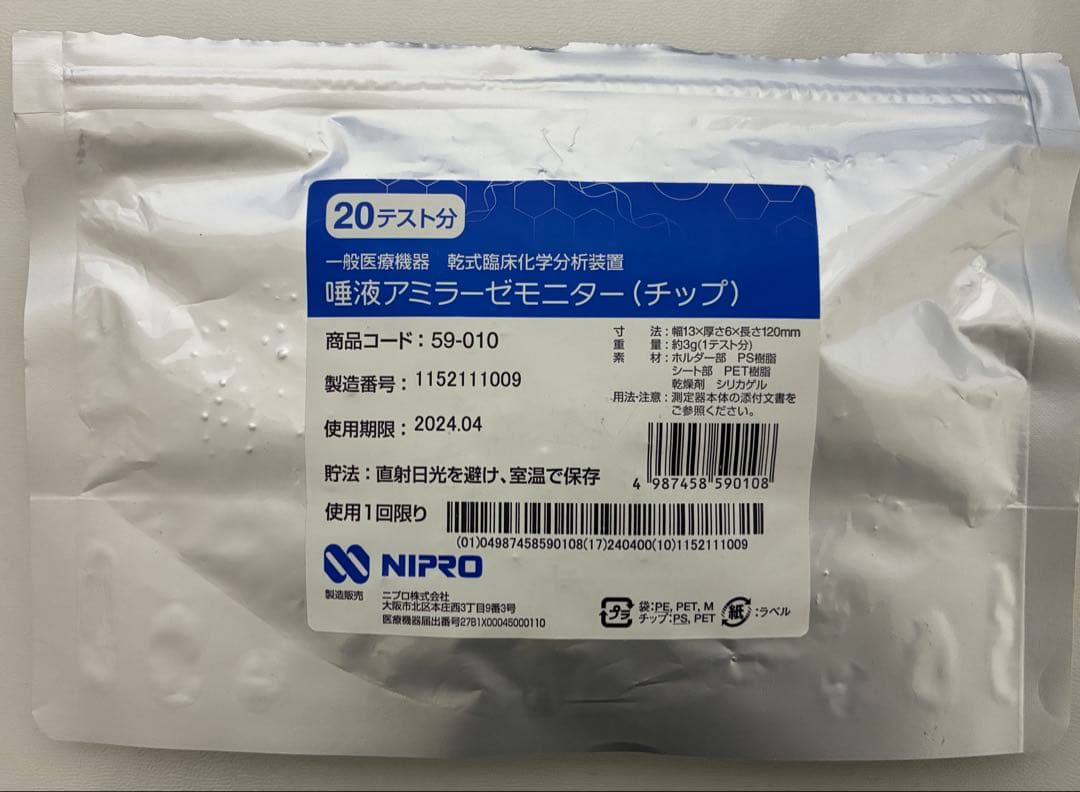 20テスト分
一般医療機器 乾式臨床化学分析装置
唾液アミラーゼモニター(チップ)
商品コード: 59-010
製造番号: 1152111009
使用期限: 2024.04
貯法: 直射日光を避け、室温で保存
使用1回限り
寸 法: 幅13×厚さ6×長さ120mm
重 量: 約3g(1テスト分)
素 材: ホルダー部 PS樹脂
シート部 PET樹脂
乾燥剤 シリカゲル
用法・注意: 測定器本体の添付文書を
ご参照ください。
4 987458 590108
(01)04987458590108(17)240400(10)1152111009
NIPRO
製造販売 ニプロ株式会社
大阪市北区本庄西3丁目9番3号
医療機器届出番号27B1X00045000110
プラ 袋:PE, PET, M
チップ:PS, PET
紙 :ラベル